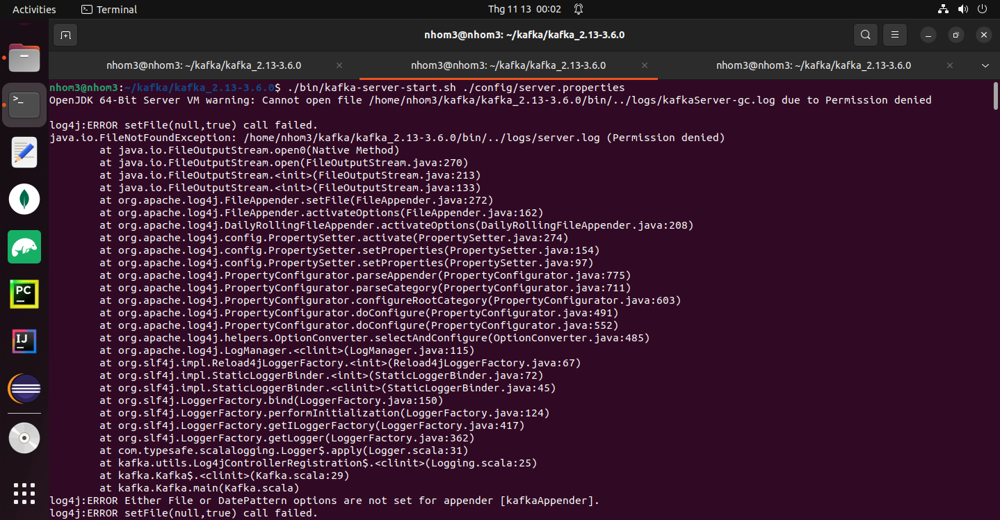 Activities
Terminal
Thg 11 13 00:02
nhom3@nhom3: ~/kafka/kafka_2.13-3.6.0
nhom3@nhom3: ~/kafka/kafka_2.13-3.6.0
nhom3@nhom3: ~/kafka/kafka_2.13-3.6.0
nhom3@nhom3: ~/kafka/kafka_2.13-3.6.0
nhom3@nhom3:~/kafka/kafka_2.13-3.6.0$ ./bin/kafka-server-start.sh ./config/server.properties
OpenJDK 64-Bit Server VM warning: Cannot open file /home/nhom3/kafka/kafka_2.13-3.6.0/bin/../logs/kafkaServer-gc.log due to Permission denied
log4j:ERROR setFile(null,true) call failed.
java.io.FileNotFoundException: /home/nhom3/kafka/kafka_2.13-3.6.0/bin/../logs/server.log (Permission denied)
at java.io.FileOutputStream.open0(Native Method)
at java.io.FileOutputStream.open(FileOutputStream.java:270)
at java.io.FileOutputStream.<init>(FileOutputStream.java:213)
at java.io.FileOutputStream.<init>(FileOutputStream.java:133)
at org.apache.log4j.FileAppender.setFile(FileAppender.java:272)
at org.apache.log4j.FileAppender.activateOptions(FileAppender.java:162)
at org.apache.log4j.DailyRollingFileAppender.activateOptions(DailyRollingFileAppender.java:208)
at org.apache.log4j.config.PropertySetter.activate(PropertySetter.java:274)
at org.apache.log4j.config.PropertySetter.setProperties(PropertySetter.java:154)
at org.apache.log4j.config.PropertySetter.setProperties(PropertySetter.java:97)
at org.apache.log4j.PropertyConfigurator.parseAppender(PropertyConfigurator.java:775)
at org.apache.log4j.PropertyConfigurator.parseCategory(PropertyConfigurator.java:711)
at org.apache.log4j.PropertyConfigurator.configureRootCategory(PropertyConfigurator.java:603)
at org.apache.log4j.PropertyConfigurator.doConfigure(PropertyConfigurator.java:491)
at org.apache.log4j.PropertyConfigurator.doConfigure(PropertyConfigurator.java:552)
at org.apache.log4j.helpers.OptionConverter.selectAndConfigure(OptionConverter.java:485)
at org.apache.log4j.LogManager.<clinit>(LogManager.java:115)
at org.slf4j.impl.Reload4jLoggerFactory.<init>(Reload4jLoggerFactory.java:67)
at org.slf4j.impl.StaticLoggerBinder.<init>(StaticLoggerBinder.java:72)
at org.slf4j.impl.StaticLoggerBinder.<clinit>(StaticLoggerBinder.java:45)
at org.slf4j.LoggerFactory.bind(LoggerFactory.java:150)
at org.slf4j.LoggerFactory.performInitialization(LoggerFactory.java:124)
at org.slf4j.LoggerFactory.getILoggerFactory(LoggerFactory.java:417)
at org.slf4j.LoggerFactory.getLogger(LoggerFactory.java:362)
at com.typesafe.scalalogging.Logger$.apply(Logger.scala:31)
at kafka.utils.Log4jControllerRegistration$.<clinit>(Logging.scala:25)
at kafka.Kafka$.<clinit>(Kafka.scala:29)
at kafka.Kafka.main(Kafka.scala)
log4j:ERROR Either File or DatePattern options are not set for appender [kafkaAppender].
log4j:ERROR setFile(null,true) call failed.
>_
PC
IJ